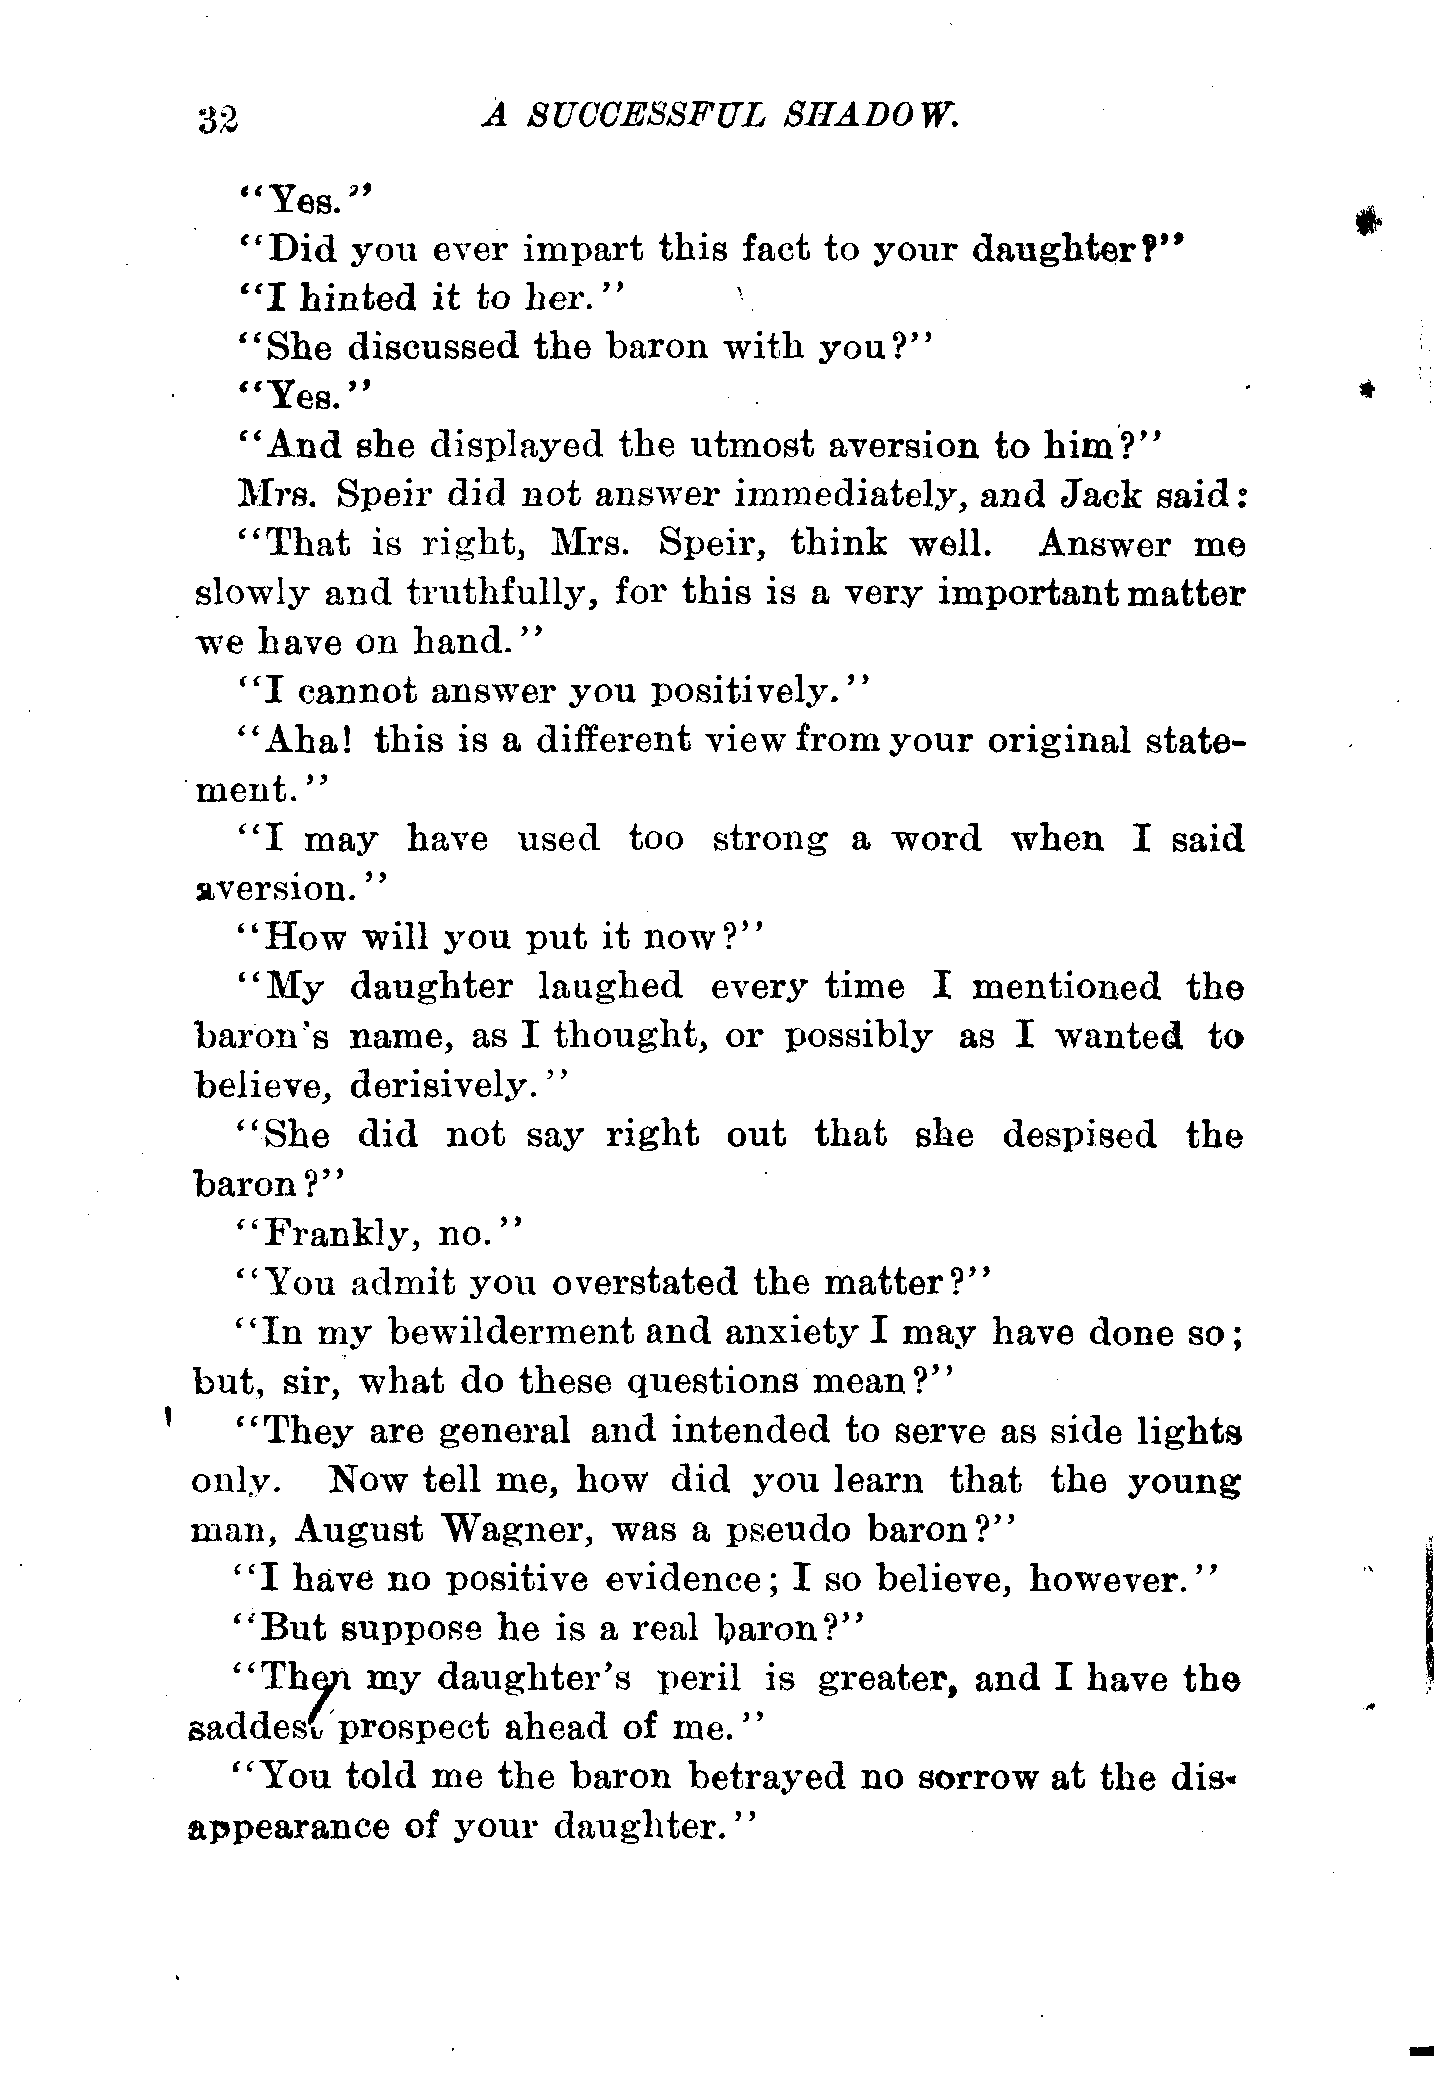 32 A SUCCESSFUL SHADOW.
"Yes."
"Did you ever impart this fact to your daughter?"
"I hinted it to her."
"She discussed the baron with you?"
"Yes."
"And she displayed the utmost aversion to him?"
Mrs. Speir did not answer immediately, and Jack said:
"That is right, Mrs. Speir, think well. Answer me
slowly and truthfully, for this is a very important matter
we have on hand."
"I cannot answer you positively."
"Aha! this is a different view from your original state-
ment."
"I may have used too strong a word when I said
aversion."
"How will you put it now?"
"My daughter laughed every time I mentioned the
baron's name, as I thought, or possibly as I wanted to
believe, derisively."
"She did not say right out that she despised the
baron?"
"Frankly, no."
"You admit you overstated the matter?"
"In my bewilderment and anxiety I may have done so;
but, sir, what do these questions mean?"
"They are general and intended to serve as side lights
only. Now tell me, how did you learn that the young
man, August Wagner, was a pseudo baron?"
"I have no positive evidence; I so believe, however."
"But suppose he is a real baron?"
"Then my daughter's peril is greater, and I have the
saddest prospect ahead of me."
"You told me the baron betrayed no sorrow at the dis-
appearance of your daughter."